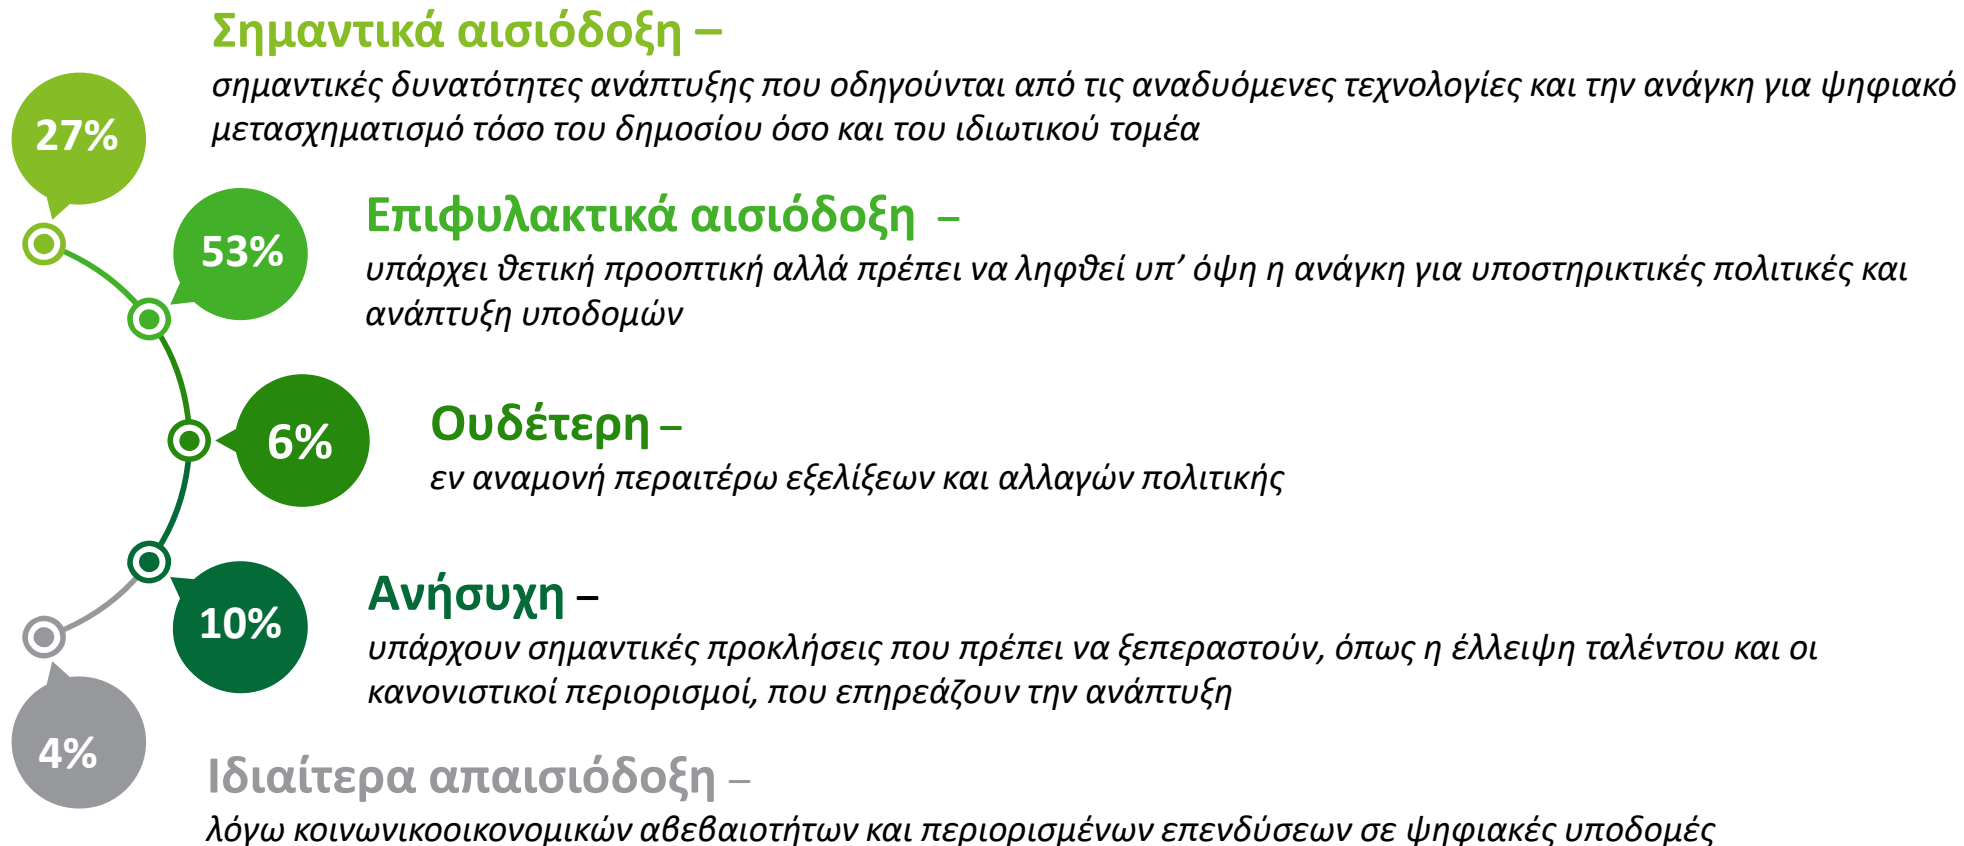 Σημαντικά αισιόδοξη –
σημαντικές δυνατότητες ανάπτυξης που οδηγούνται από τις αναδυόμενες τεχνολογίες και την ανάγκη για ψηφιακό
μετασχηματισμό τόσο του δημοσίου όσο και του ιδιωτικού τομέα
27%
Επιφυλακτικά αισιόδοξη –
53%
υπάρχει θετική προοπτική αλλά πρέπει να ληφθεί υπ’ όψη η ανάγκη για υποστηρικτικές πολιτικές και
ανάπτυξη υποδομών
Ουδέτερη –
6%
εν αναμονή περαιτέρω εξελίξεων και αλλαγών πολιτικής
Ανήσυχη –
10%
υπάρχουν σημαντικές προκλήσεις που πρέπει να ξεπεραστούν, όπως η έλλειψη ταλέντου και οι
κανονιστικοί περιορισμοί, που επηρεάζουν την ανάπτυξη
4%
Ιδιαίτερα απαισιόδοξη –
λόγω κοινωνικοοικονομικών αβεβαιοτήτων και περιορισμένων επενδύσεων σε ψηφιακές υποδομές